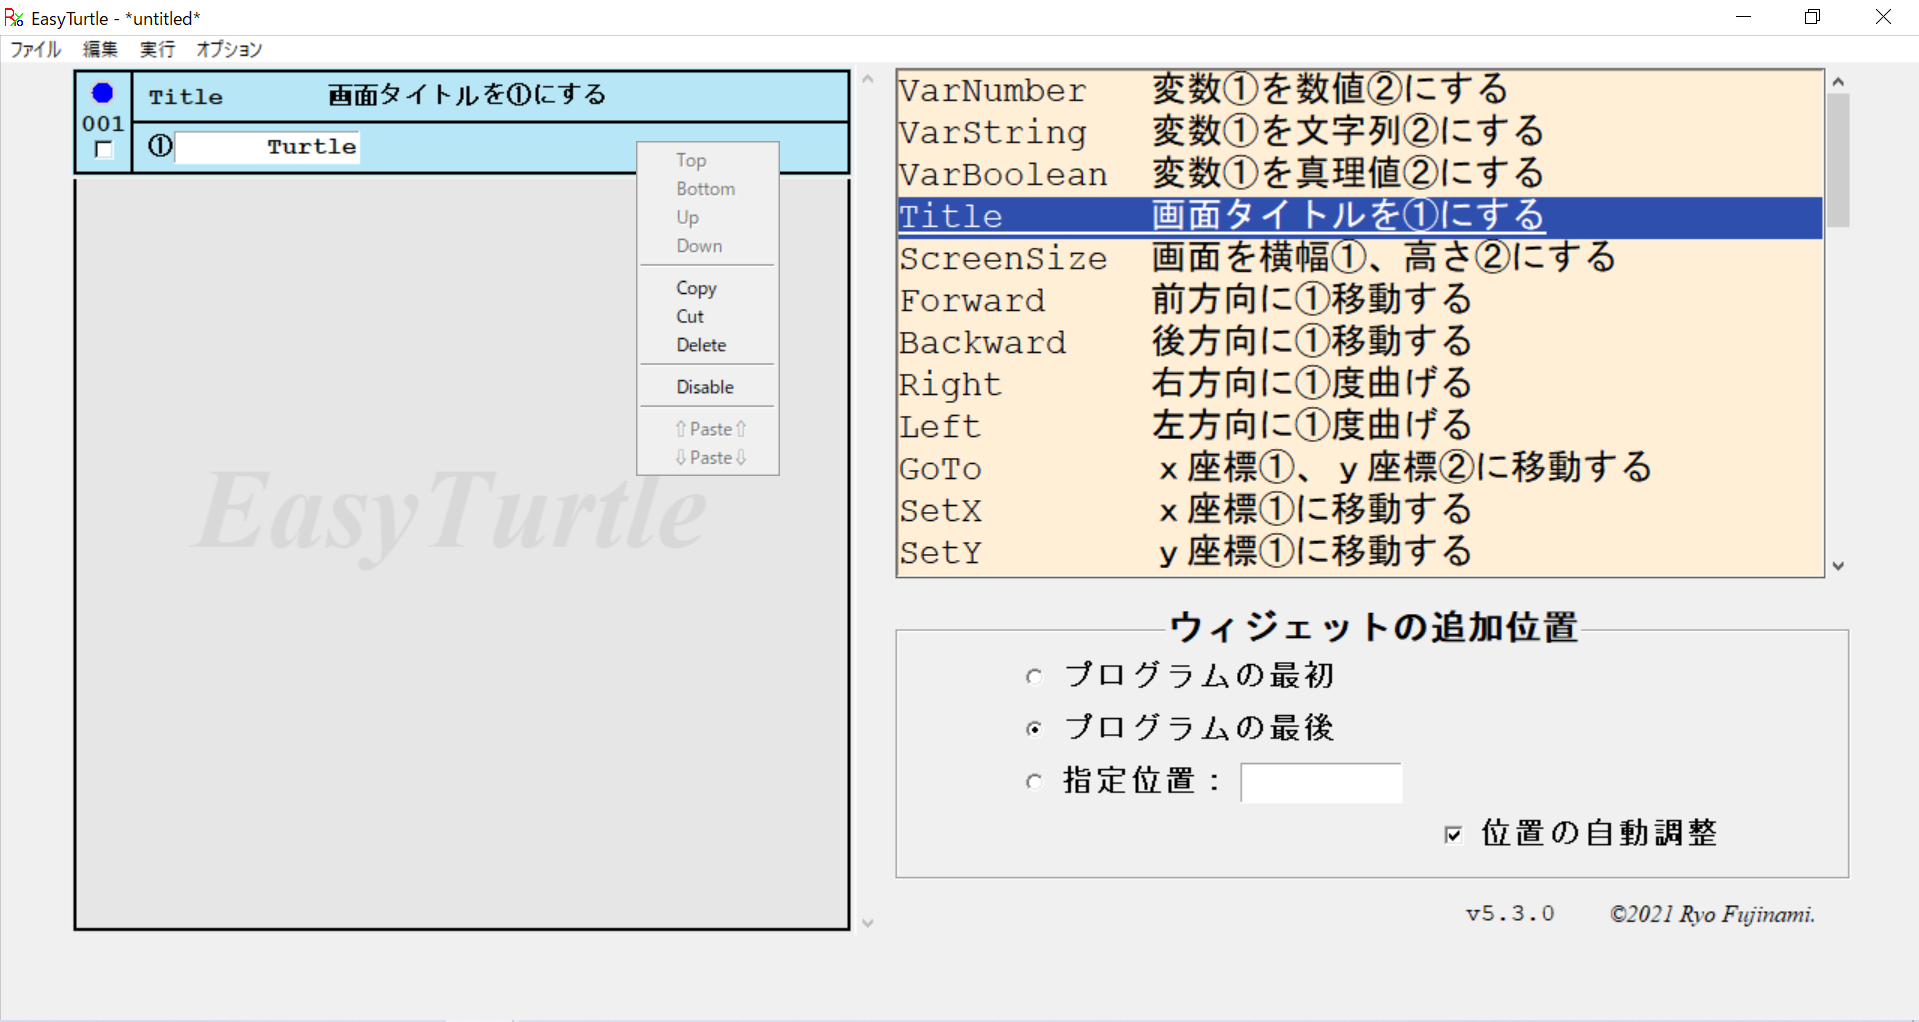 EasyTurtle - *untitled*
ファイル 編集 実行 オプション
001
Title 画面タイトルを①にする
① Turtle
Top
Bottom
Up
Down
Copy
Cut
Delete
Disable
⇧Paste⇧
⇩Paste⇩
EasyTurtle
VarNumber 変数①を数値②にする
VarString 変数①を文字列②にする
VarBoolean 変数①を真理値②にする
Title 画面タイトルを①にする
ScreenSize 画面を横幅①、高さ②にする
Forward 前方向に①移動する
Backward 後方向に①移動する
Right 右方向に①度曲げる
Left 左方向に①度曲げる
GoTo ｘ座標①、ｙ座標②に移動する
SetX ｘ座標①に移動する
SetY ｙ座標①に移動する
ウィジェットの追加位置
プログラムの最初
プログラムの最後
指定位置：
位置の自動調整
v5.3.0 ©2021 Ryo Fujinami.